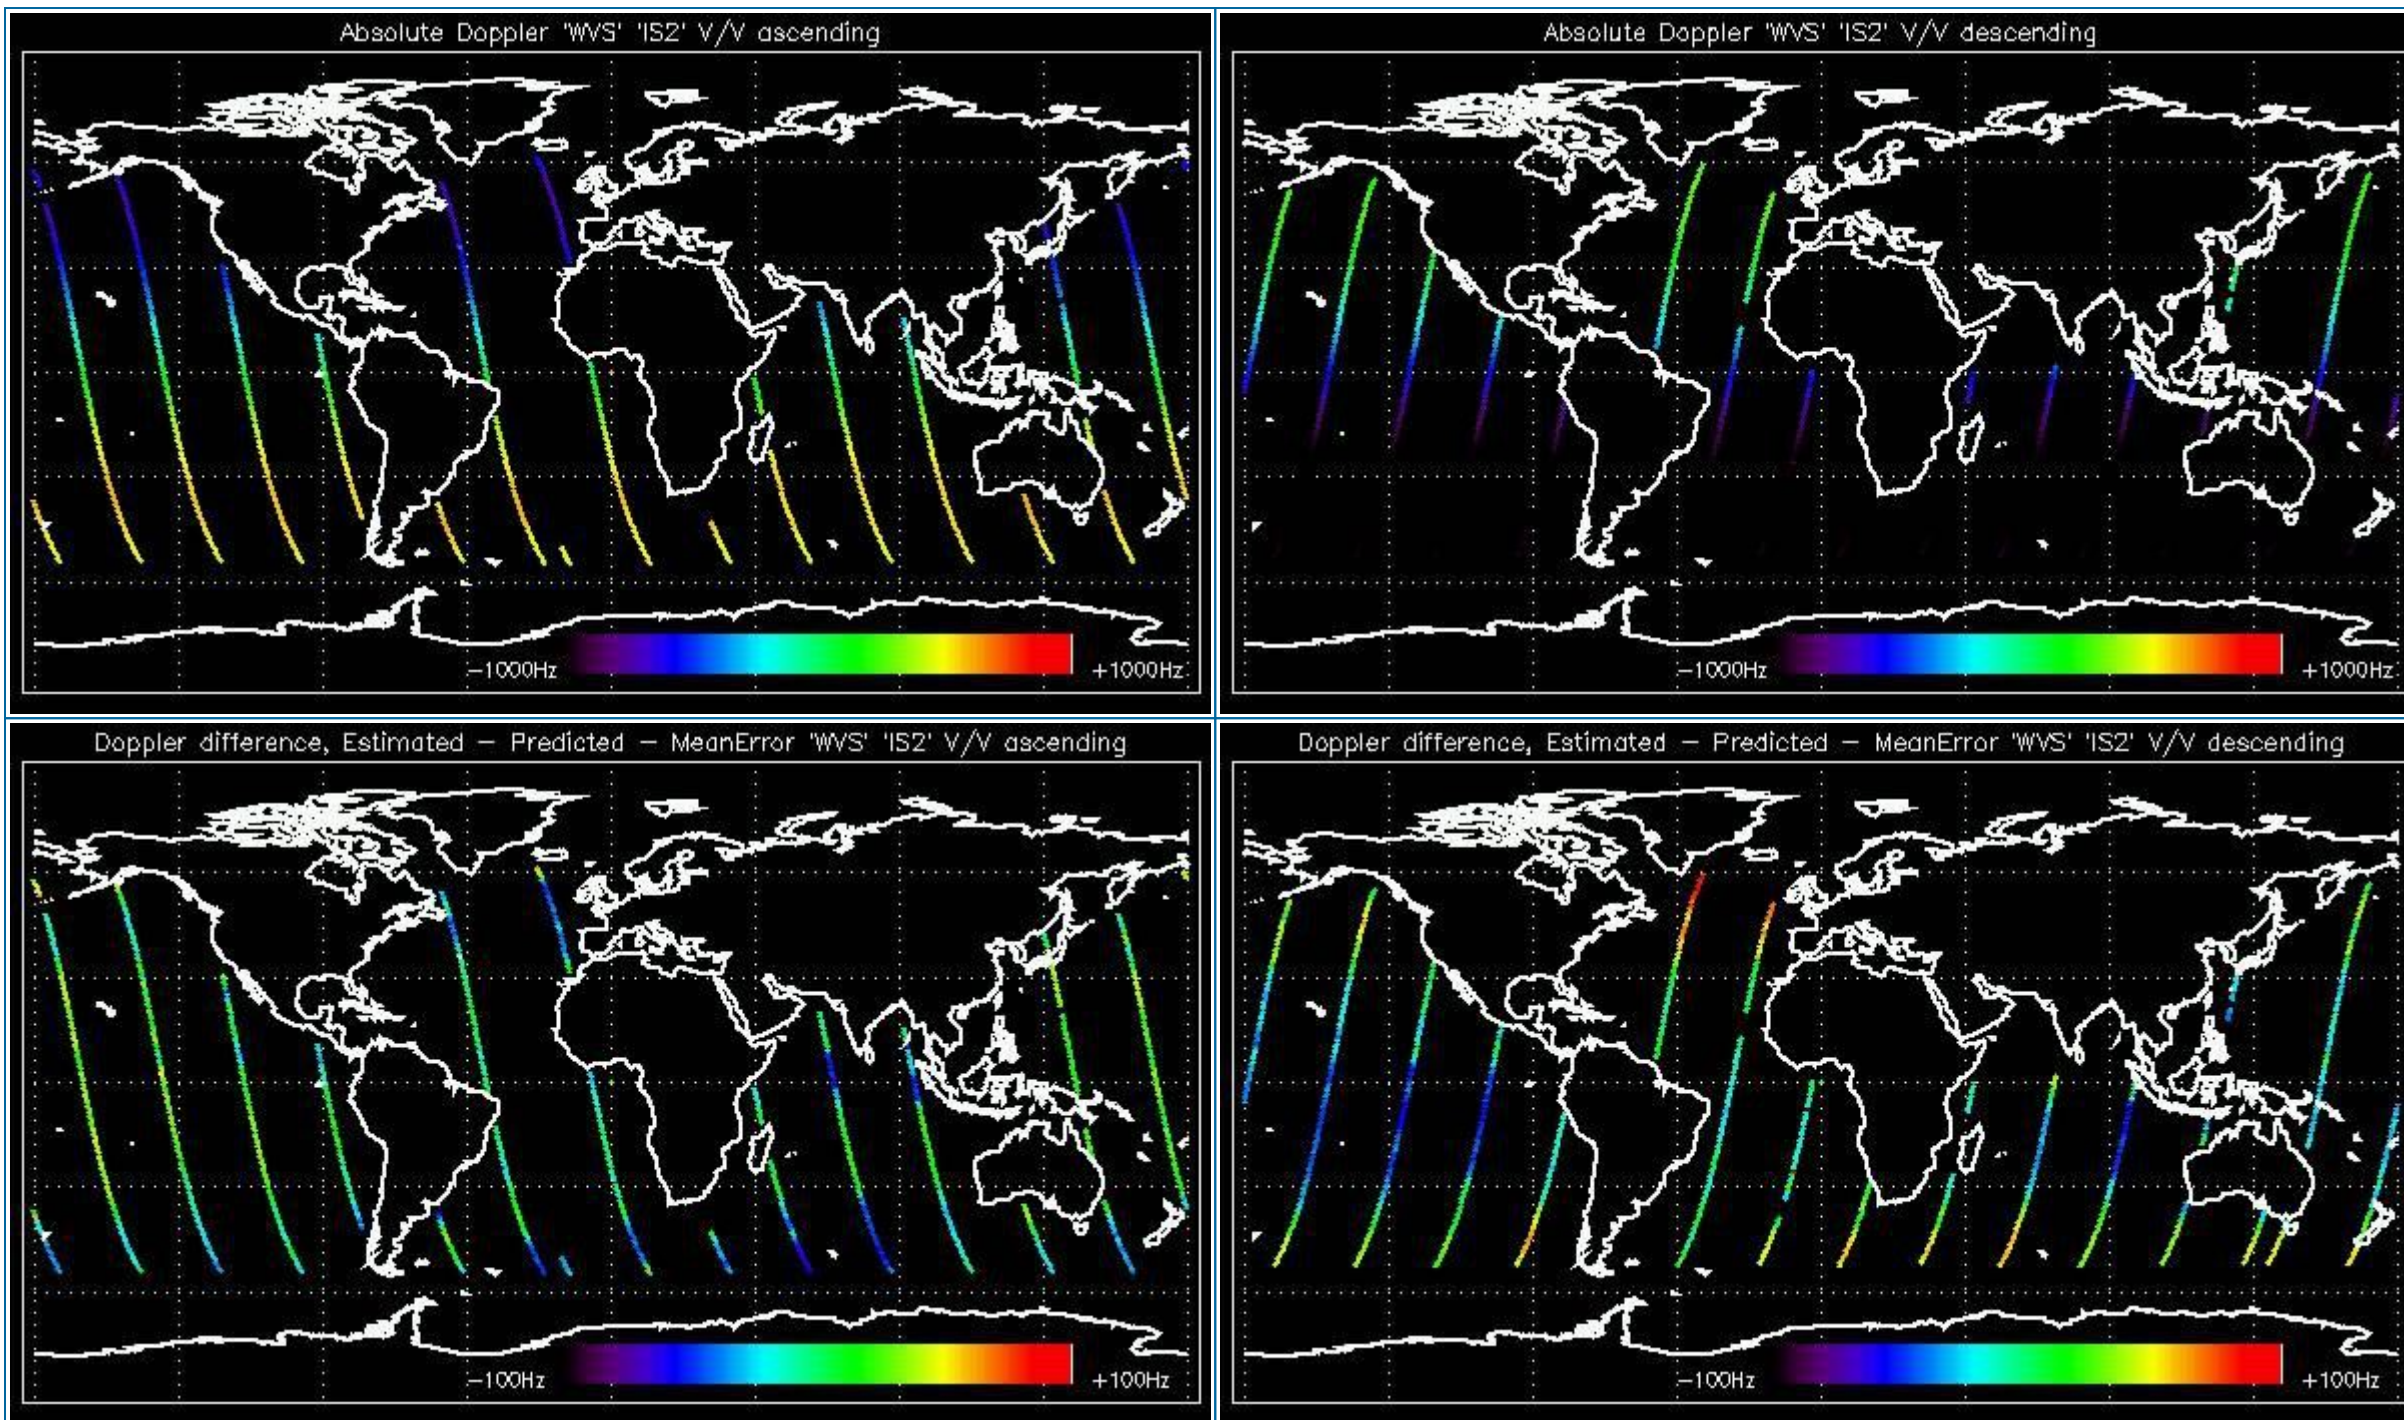 Absolute Doppler 'WVS' 'IS2' V/V ascending
-1000Hz
+1000Hz
Absolute Doppler 'WVS' 'IS2' V/V descending
-1000Hz
+1000Hz
Doppler difference, Estimated - Predicted - MeanError 'WVS' 'IS2' V/V ascending
-100Hz
+100Hz
Doppler difference, Estimated - Predicted - MeanError 'WVS' 'IS2' V/V descending
-100Hz
+100Hz